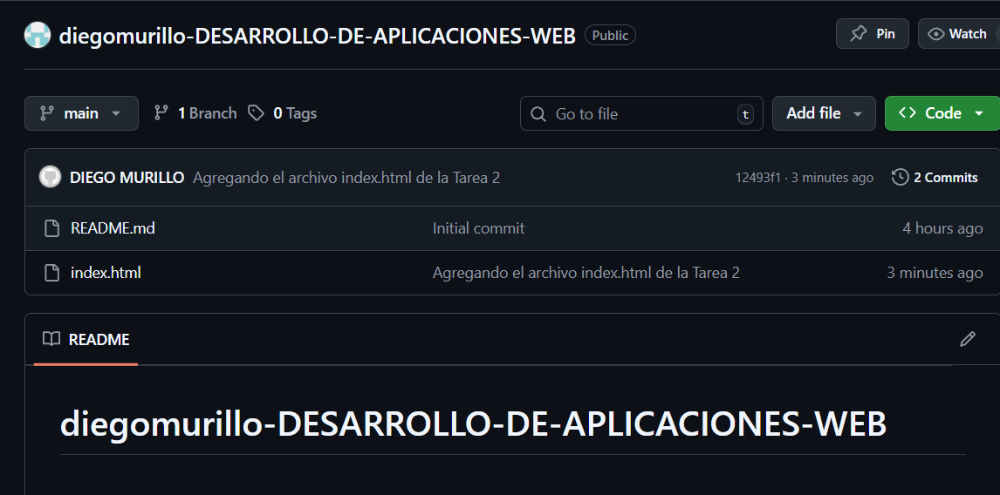 diegomurillo-DESARROLLO-DE-APLICACIONES-WEB Public Pin Watch
main 1 Branch 0 Tags Go to file t Add file Code
DIEGO MURILLO Agregando el archivo index.html de la Tarea 2 12493f1 · 3 minutes ago 2 Commits
README.md Initial commit 4 hours ago
index.html Agregando el archivo index.html de la Tarea 2 3 minutes ago
README
diegomurillo-DESARROLLO-DE-APLICACIONES-WEB